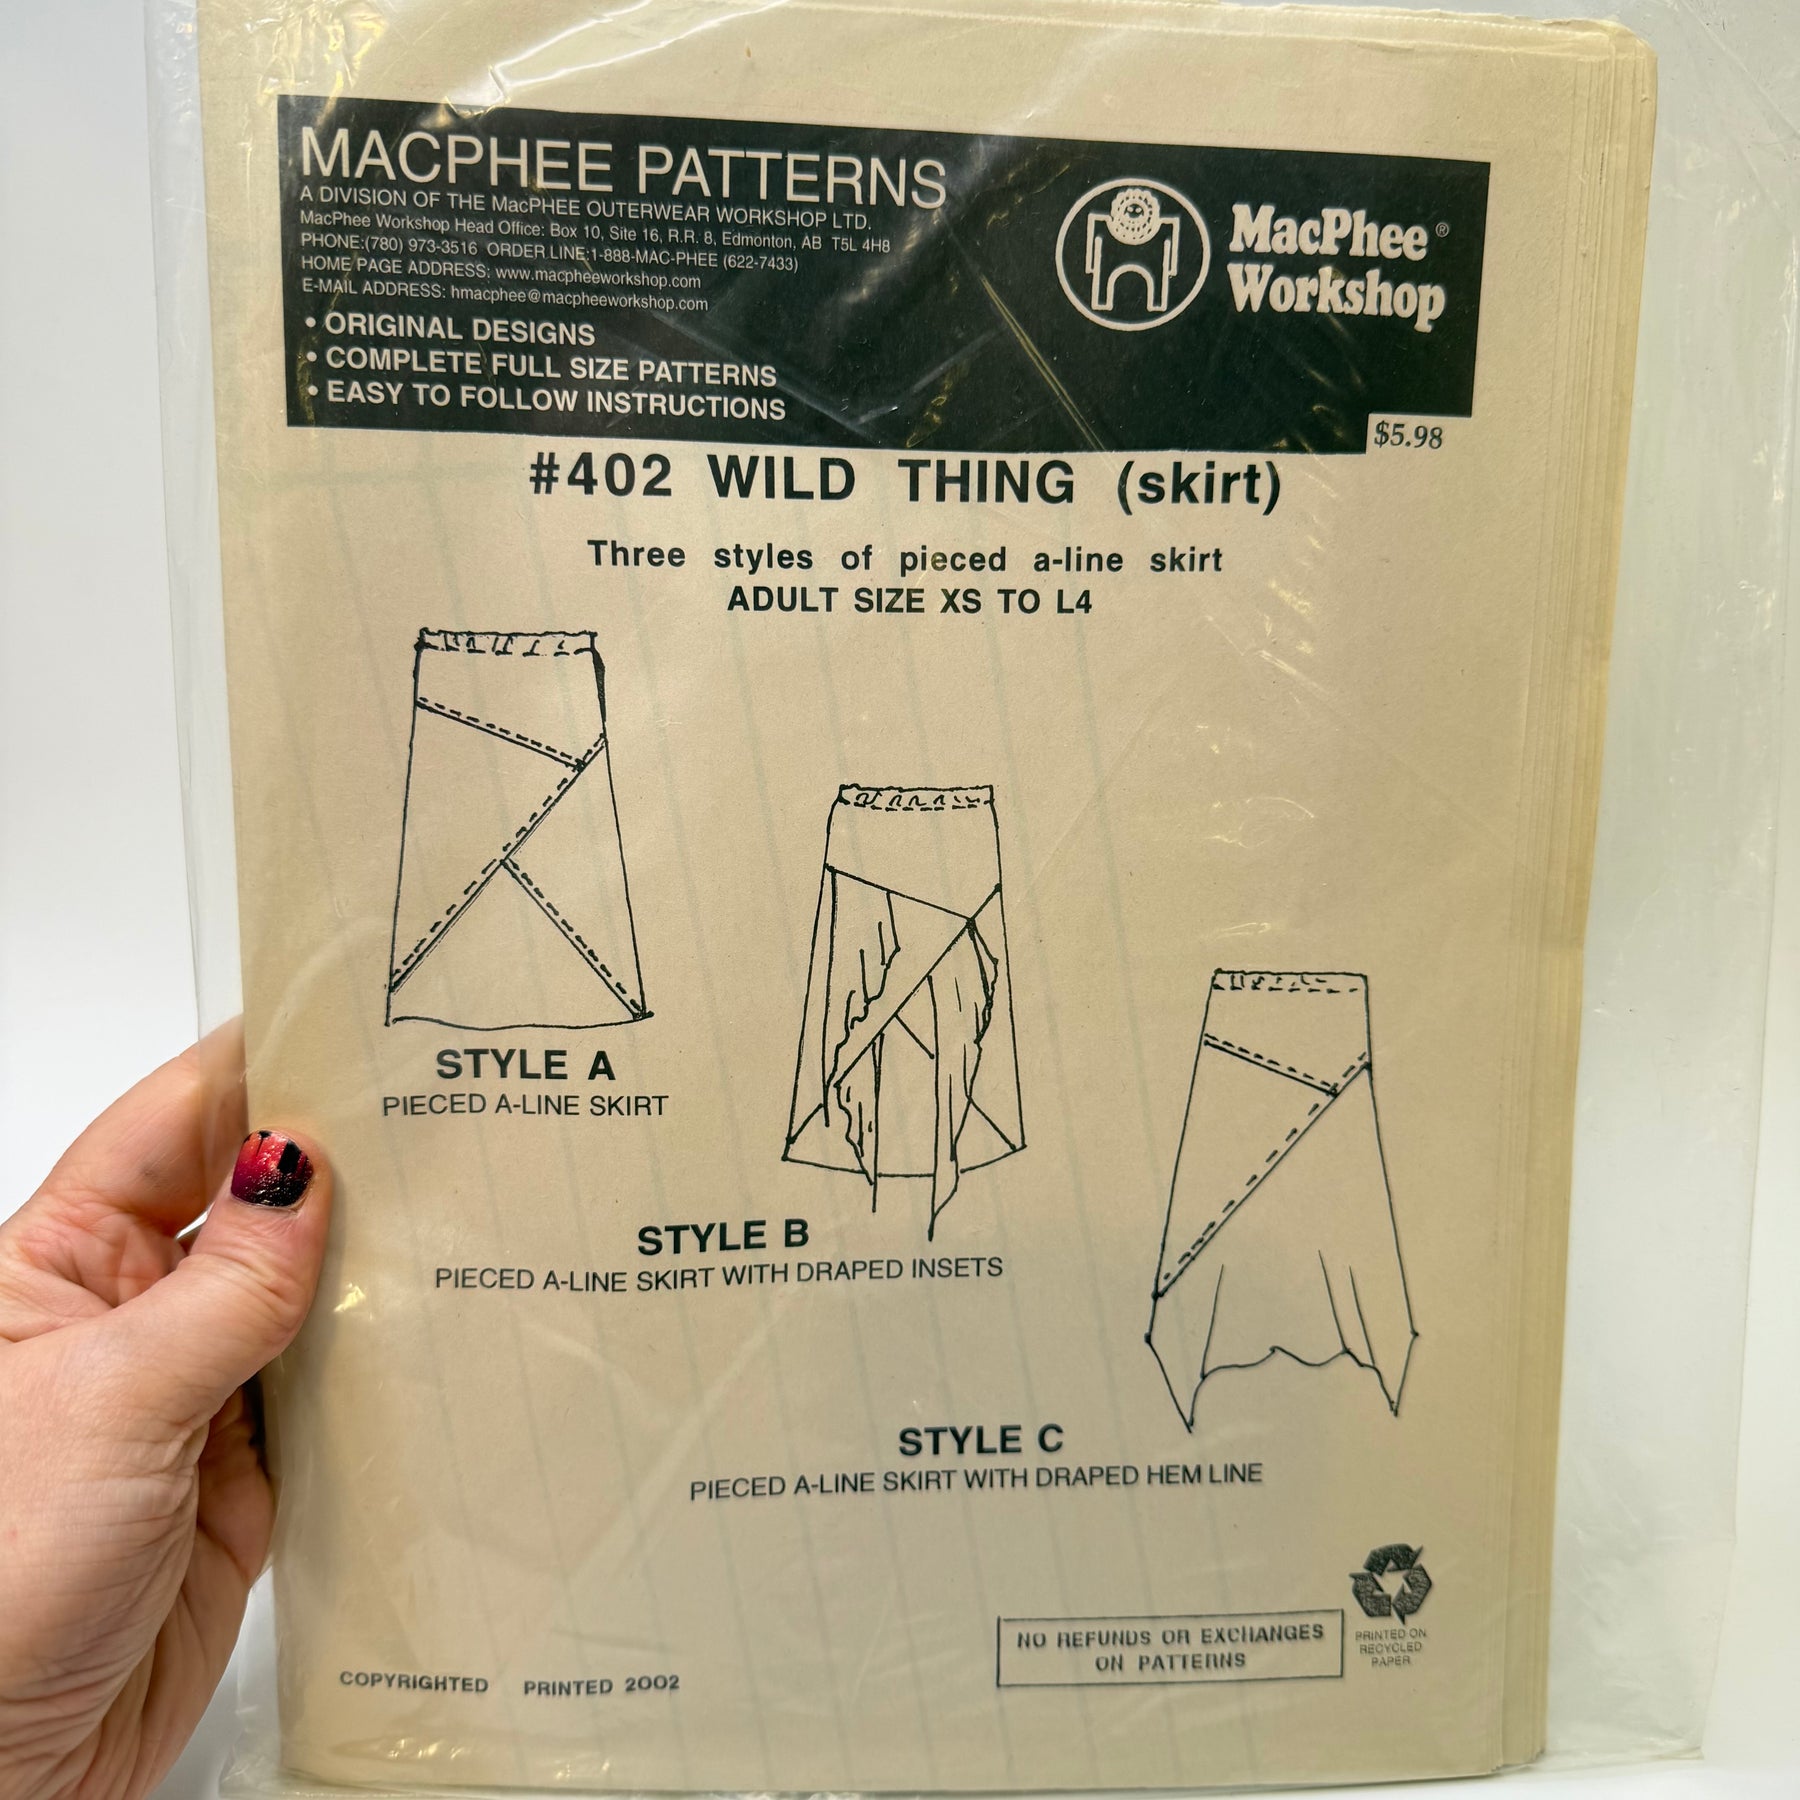 MACPHEE PATTERNS
A DIVISION OF THE MacPHEE OUTERWEAR WORKSHOP LTD.
MacPhee Workshop Head Office: Box 10, Site 16, R.R. 8, Edmonton, AB T5L 4H8
PHONE:(780) 973-3516 ORDER LINE:1-888-MAC-PHEE (622-7433)
HOME PAGE ADDRESS: www.macpheeworkshop.com
E-MAIL ADDRESS: hmacphee@macpheeworkshop.com
• ORIGINAL DESIGNS
• COMPLETE FULL SIZE PATTERNS
• EASY TO FOLLOW INSTRUCTIONS
MacPhee®
Workshop
$5.98
#402 WILD THING (skirt)
Three styles of pieced a-line skirt
ADULT SIZE XS TO L4
STYLE A
PIECED A-LINE SKIRT
STYLE B
PIECED A-LINE SKIRT WITH DRAPED INSETS
STYLE C
PIECED A-LINE SKIRT WITH DRAPED HEM LINE
NO REFUNDS OR EXCHANGES
ON PATTERNS
PRINTED ON
RECYCLED
PAPER
COPYRIGHTED PRINTED 2002